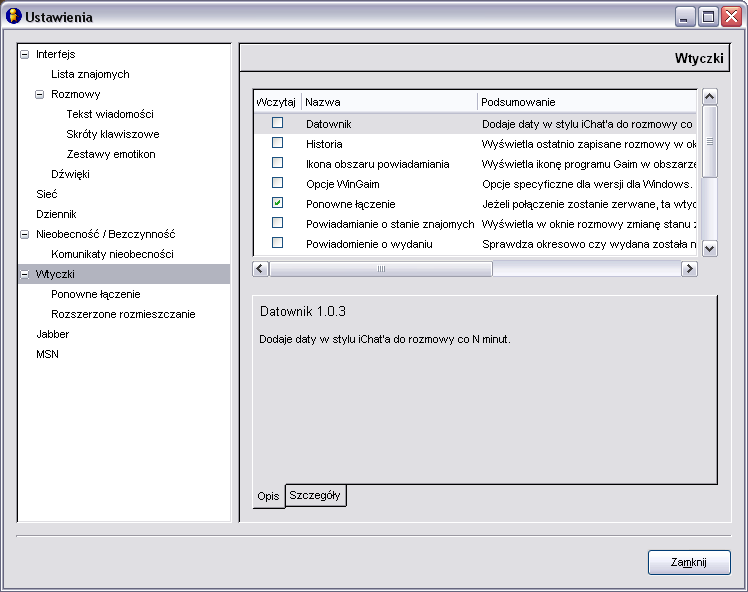 Ustawienia
Interfejs
Lista znajomych
Rozmowy
Tekst wiadomości
Skróty klawiszowe
Zestawy emotikon
Dźwięki
Sieć
Dziennik
Nieobecność / Bezczynność
Komunikaty nieobecności
Wtyczki
Ponowne łączenie
Rozszerzone rozmieszczanie
Jabber
MSN
Wtyczki
Wczytaj Nazwa Podsumowanie
Datownik Dodaje daty w stylu iChat'a do rozmowy co
Historia Wyświetla ostatnio zapisane rozmowy w ok
Ikona obszaru powiadamiania Wyświetla ikonę programu Gaim w obszarze
Opcje WinGaim Opcje specyficzne dla wersji dla Windows.
Ponowne łączenie Jeżeli połączenie zostanie zerwane, ta wtyc
Powiadamianie o stanie znajomych Wyświetla w oknie rozmowy zmianę stanu z
Powiadomienie o wydaniu Sprawdza okresowo czy wydana została n
Datownik 1.0.3
Dodaje daty w stylu iChat'a do rozmowy co N minut.
Opis Szczegóły
Zamknij